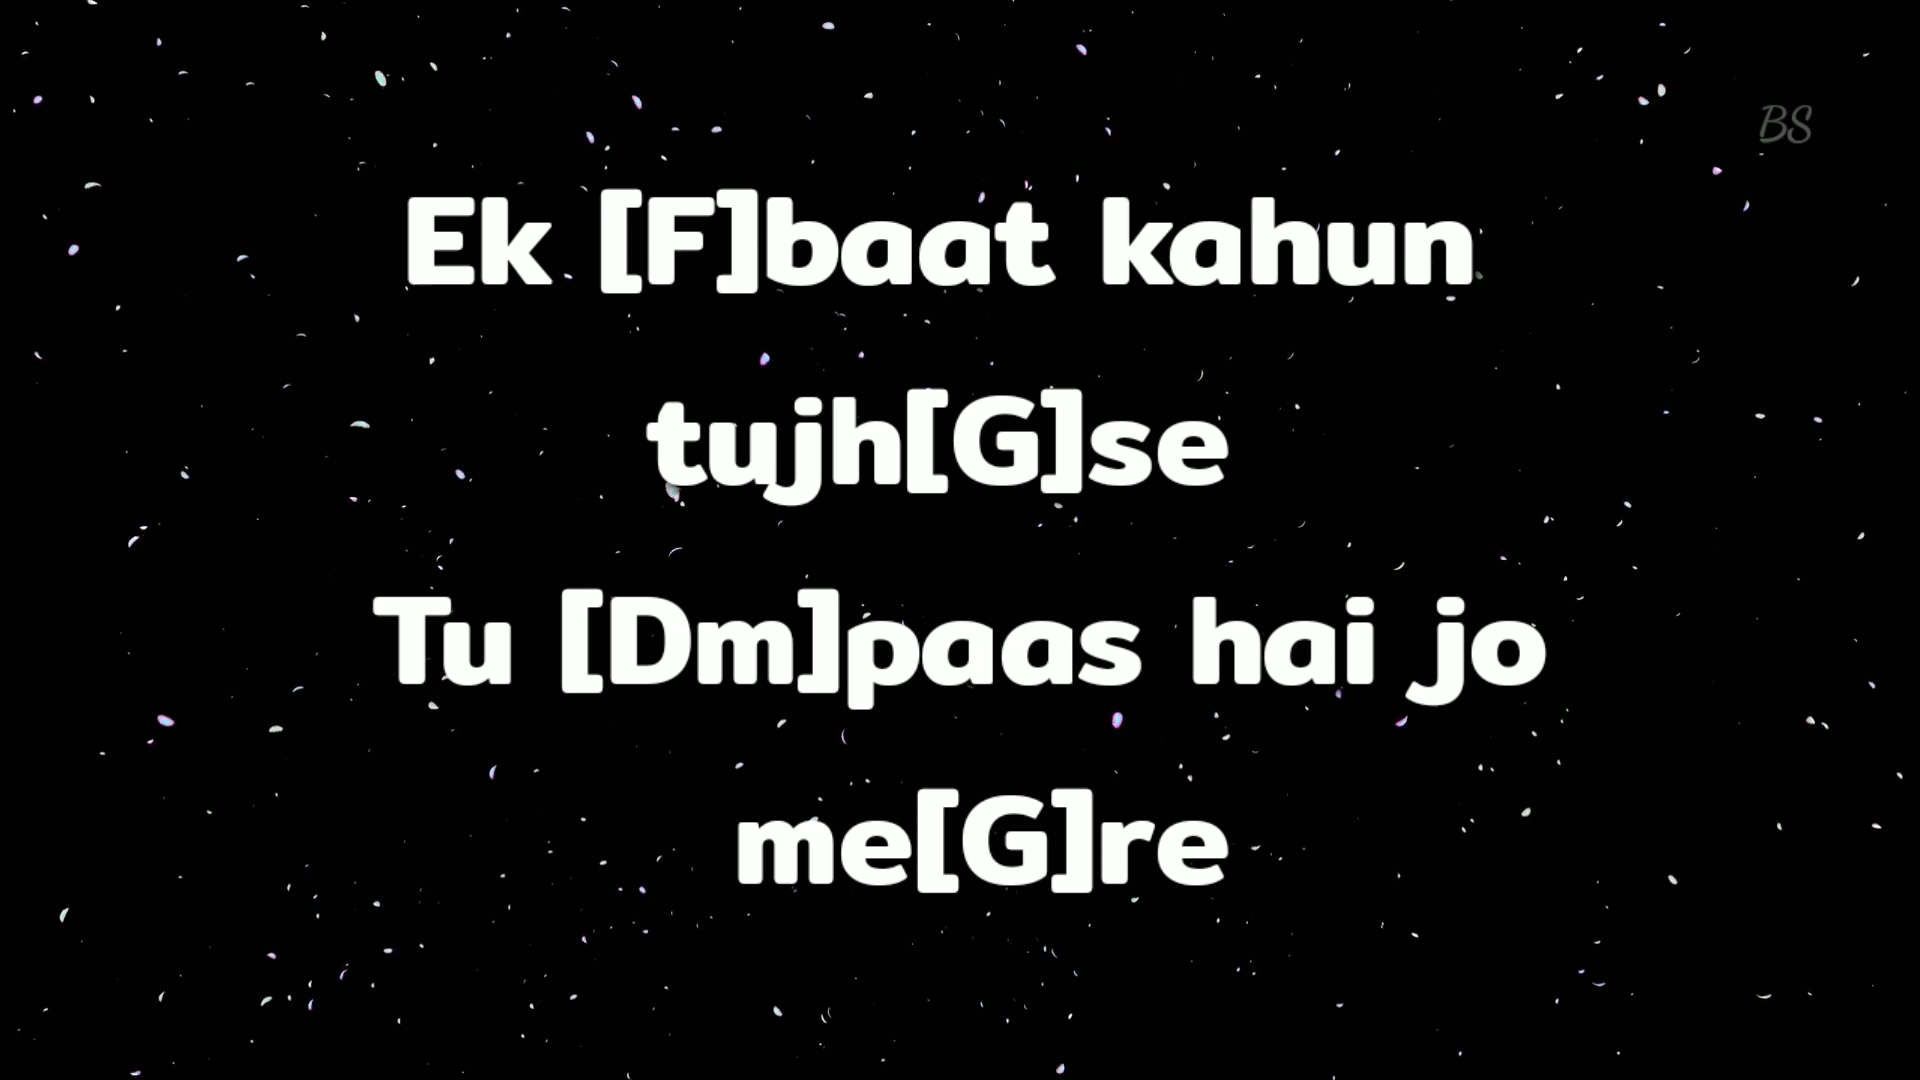 BS
Ek [F]baat kahun
tujh[G]se
Tu [Dm]paas hai jo
me[G]re